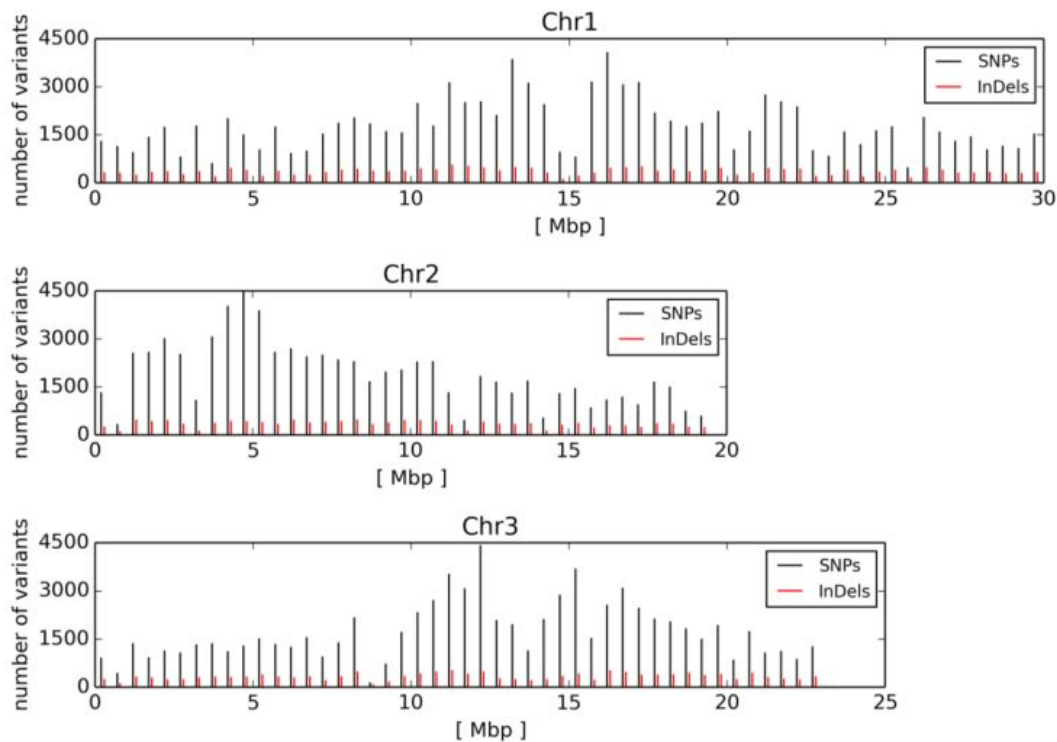 Chr1
number of variants
4500
3000
1500
0
SNPs
InDels
0 5 10 15 20 25 30
[ Mbp ]
Chr2
number of variants
4500
3000
1500
0
SNPs
InDels
0 5 10 15 20
[ Mbp ]
Chr3
number of variants
4500
3000
1500
0
SNPs
InDels
0 5 10 15 20 25
[ Mbp ]